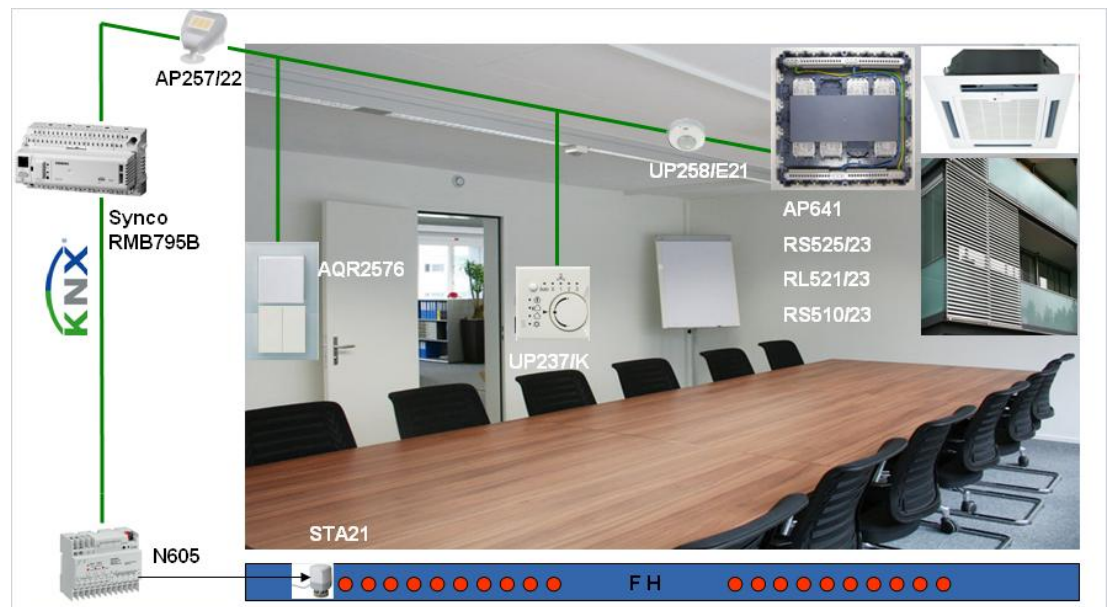 AP257/22
UP258/E21
AP641
Synco
RMB795B
RS525/23
KNX
AQR2576
RL521/23
RS510/23
UP237/K
STA21
N605
F H